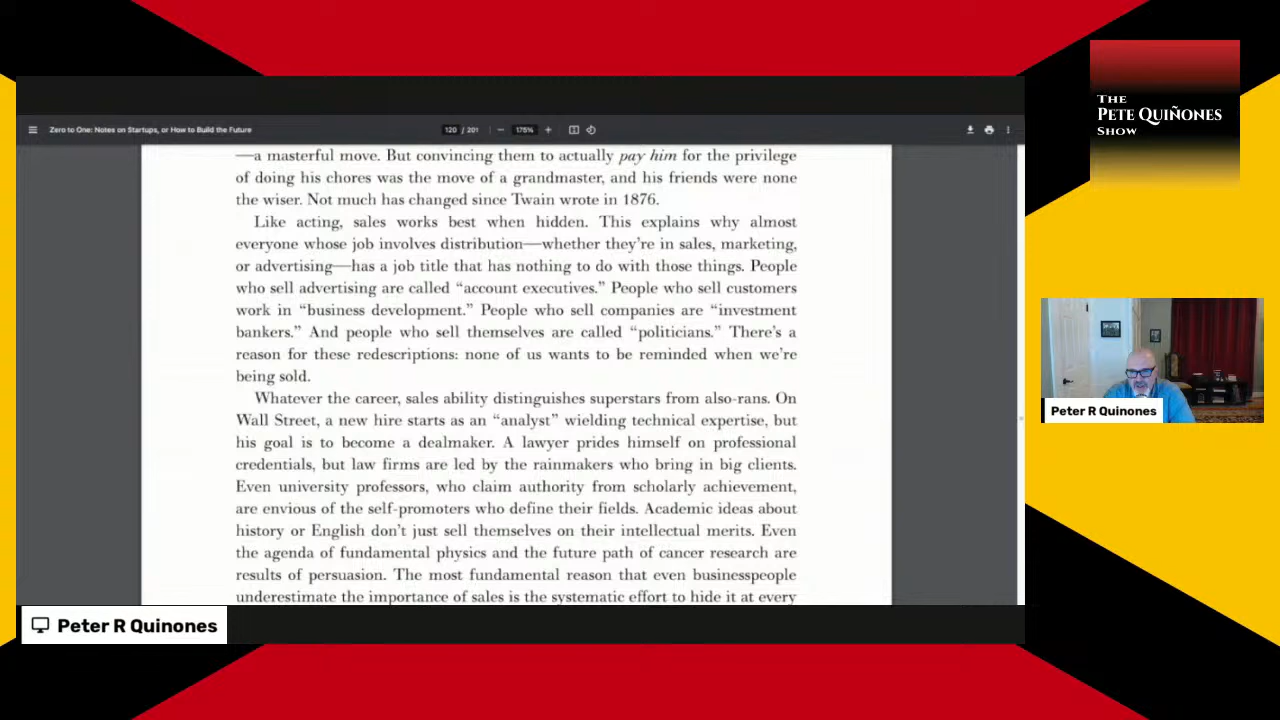 Zero to One: Notes on Startups, or How to Build the Future
120 / 201
175%
—a masterful move. But convincing them to actually pay him for the privilege
of doing his chores was the move of a grandmaster, and his friends were none
the wiser. Not much has changed since Twain wrote in 1876.
Like acting, sales works best when hidden. This explains why almost
everyone whose job involves distribution—whether they're in sales, marketing,
or advertising—has a job title that has nothing to do with those things. People
who sell advertising are called “account executives.” People who sell customers
work in “business development.” People who sell companies are “investment
bankers.” And people who sell themselves are called “politicians.” There's a
reason for these redescriptions: none of us wants to be reminded when we're
being sold.
Whatever the career, sales ability distinguishes superstars from also-rans. On
Wall Street, a new hire starts as an “analyst” wielding technical expertise, but
his goal is to become a dealmaker. A lawyer prides himself on professional
credentials, but law firms are led by the rainmakers who bring in big clients.
Even university professors, who claim authority from scholarly achievement,
are envious of the self-promoters who define their fields. Academic ideas about
history or English don't just sell themselves on their intellectual merits. Even
the agenda of fundamental physics and the future path of cancer research are
results of persuasion. The most fundamental reason that even businesspeople
underestimate the importance of sales is the systematic effort to hide it at every
Peter R Quinones
THE
PETE QUIÑONES
SHOW
Peter R Quinones